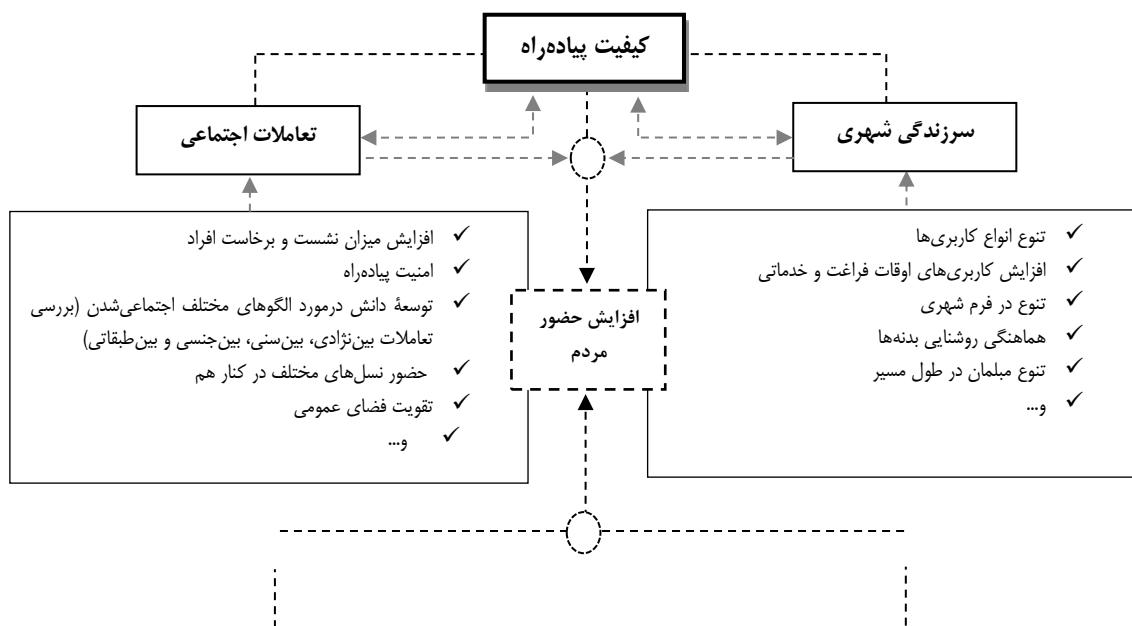 کیفیت پیاده‌راه
سرزندگی شهری
تعاملات اجتماعی
✓ تنوع انواع کاربری‌ها
✓ افزایش کاربری‌های اوقات فراغت و خدماتی
✓ تنوع در فرم شهری
✓ هماهنگی روشنایی بدنه‌ها
✓ تنوع مبلمان در طول مسیر
✓ و...
افزایش حضور
مردم
✓ افزایش میزان نشست و برخاست افراد
✓ امنیت پیاده‌راه
✓ توسعهٔ دانش درمورد الگوهای مختلف اجتماعی‌شدن (بررسی
تعاملات بین‌نژادی، بین‌سنی، بین‌جنسی و بین‌طبقاتی)
✓ حضور نسل‌های مختلف در کنار هم
✓ تقویت فضای عمومی
✓ و...